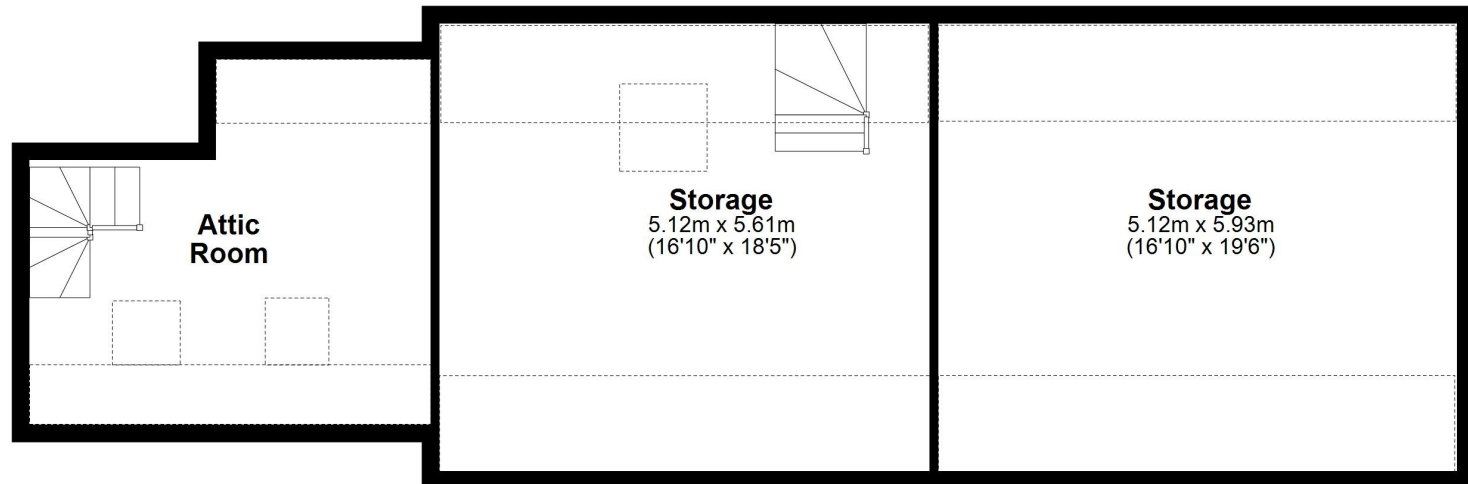 Attic
Room
Storage
5.12m x 5.61m
(16'10" x 18'5")
Storage
5.12m x 5.93m
(16'10" x 19'6")